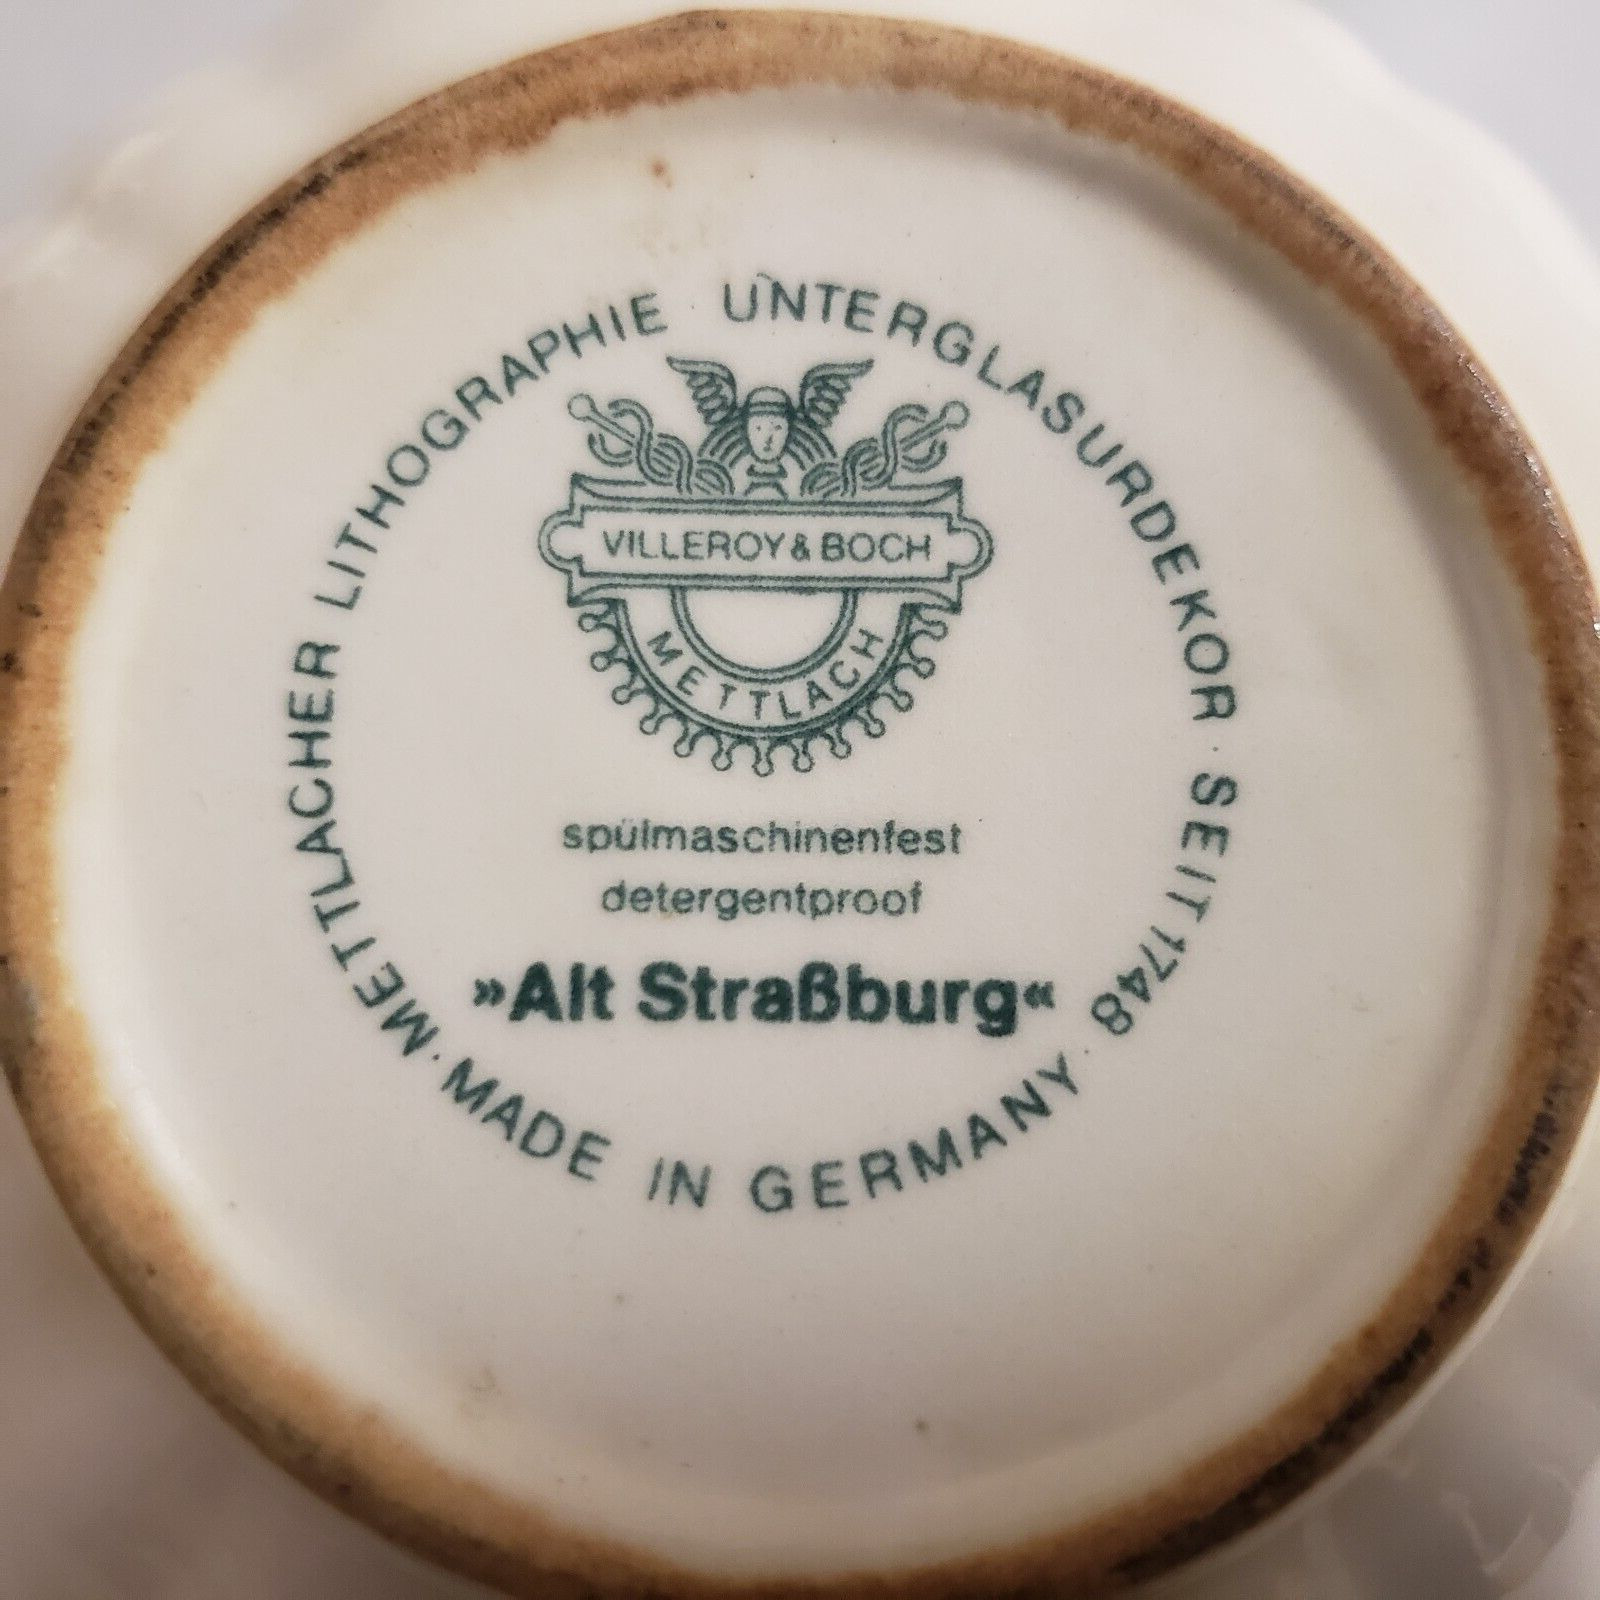 METTLACHER LITHOGRAPHIE UNTERGLASURDEKOR · SEIT 1748 ·
VILLEROY & BOCH
METTLACH
spülmaschinenfest
detergentproof
»Alt Straßburg«
MADE IN GERMANY ·